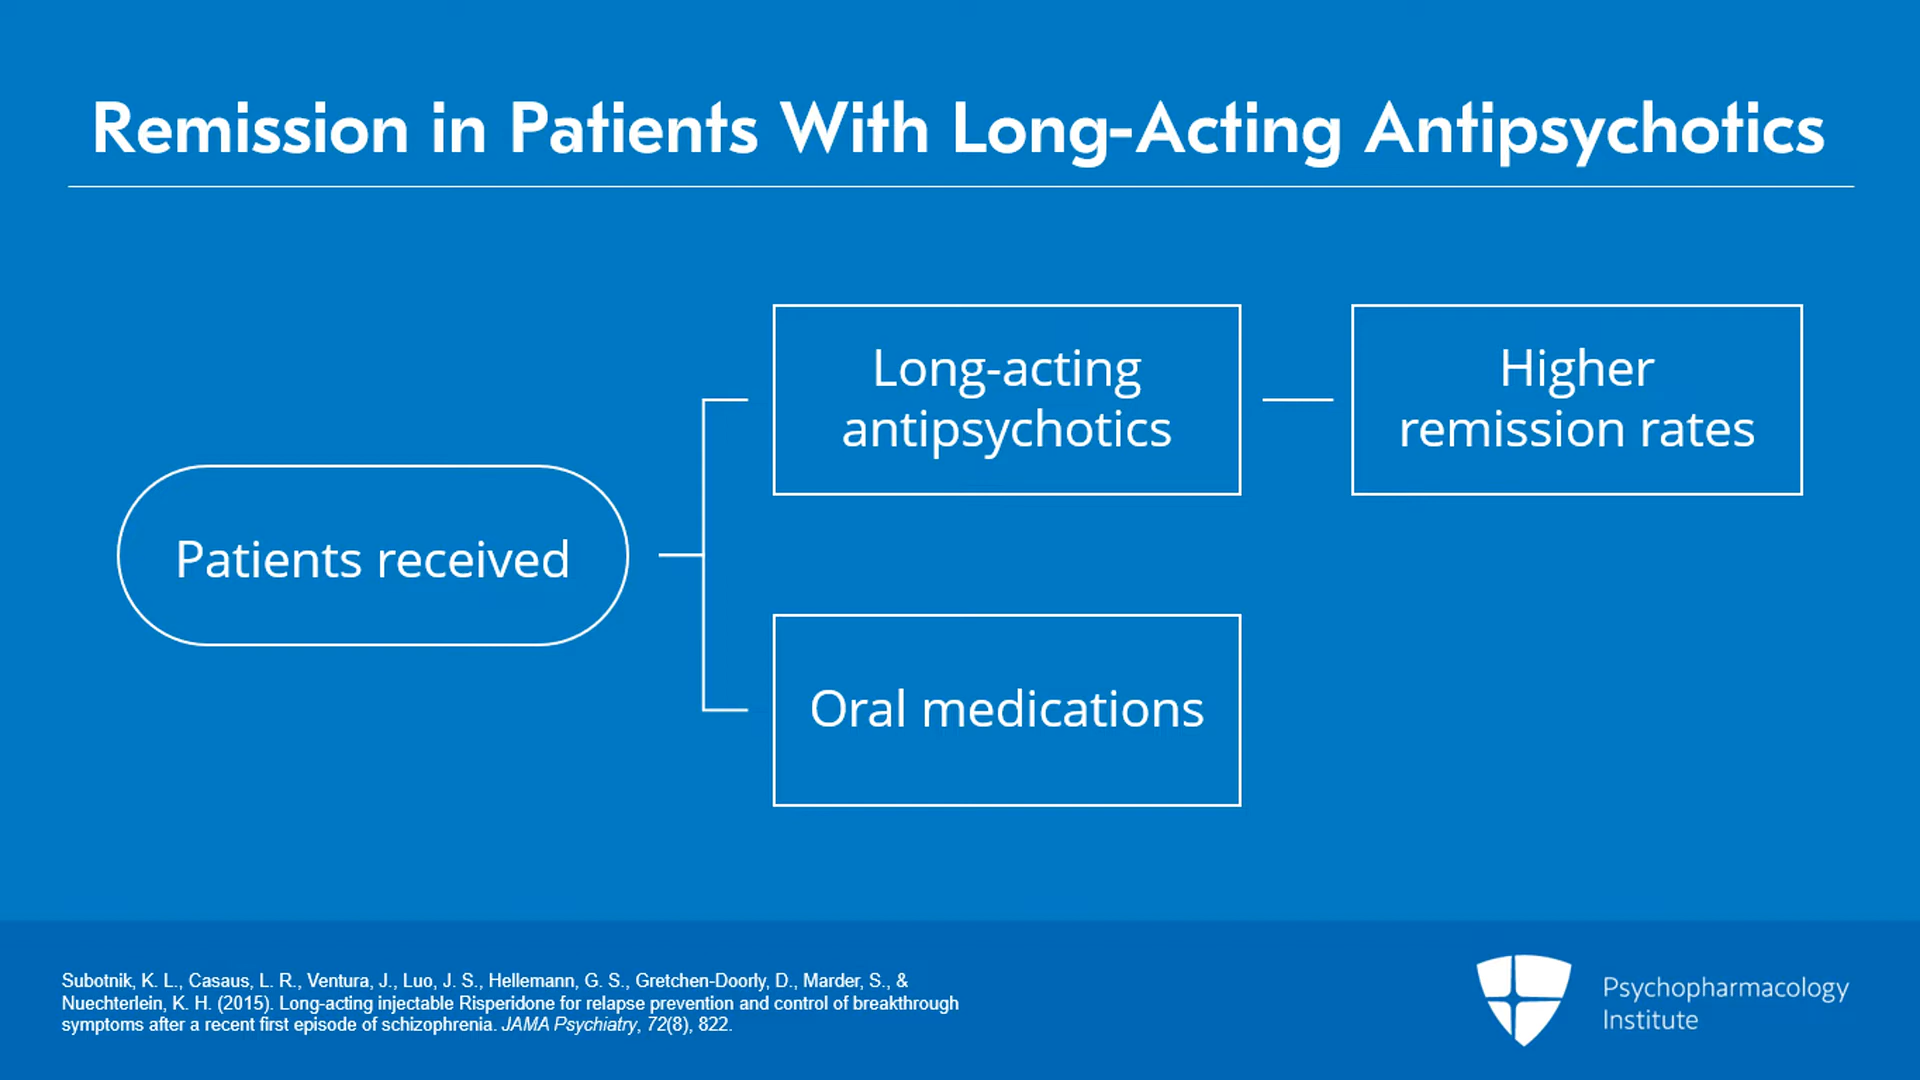 Remission in Patients With Long-Acting Antipsychotics
Patients received
Long-acting
antipsychotics
Higher
remission rates
Oral medications
Subotnik, K. L., Casaus, L. R., Ventura, J., Luo, J. S., Hellemann, G. S., Gretchen-Doorly, D., Marder, S., &
Nuechterlein, K. H. (2015). Long-acting injectable Risperidone for relapse prevention and control of breakthrough
symptoms after a recent first episode of schizophrenia. JAMA Psychiatry, 72(8), 822.
Psychopharmacology
Institute